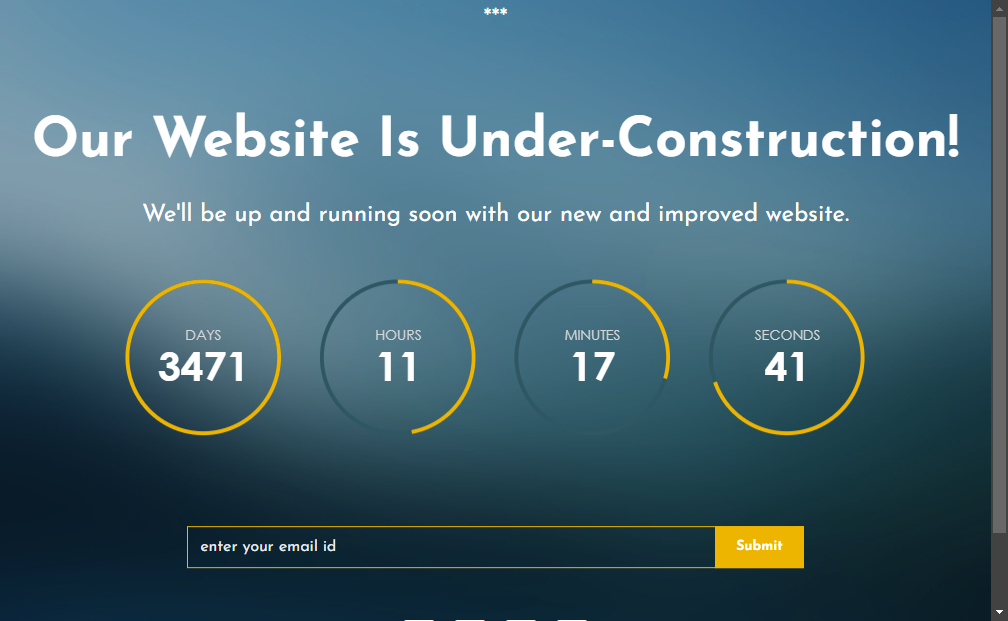 ***
Our Website Is Under-Construction!
We'll be up and running soon with our new and improved website.
DAYS
3471
HOURS
11
MINUTES
17
SECONDS
41
enter your email id
Submit